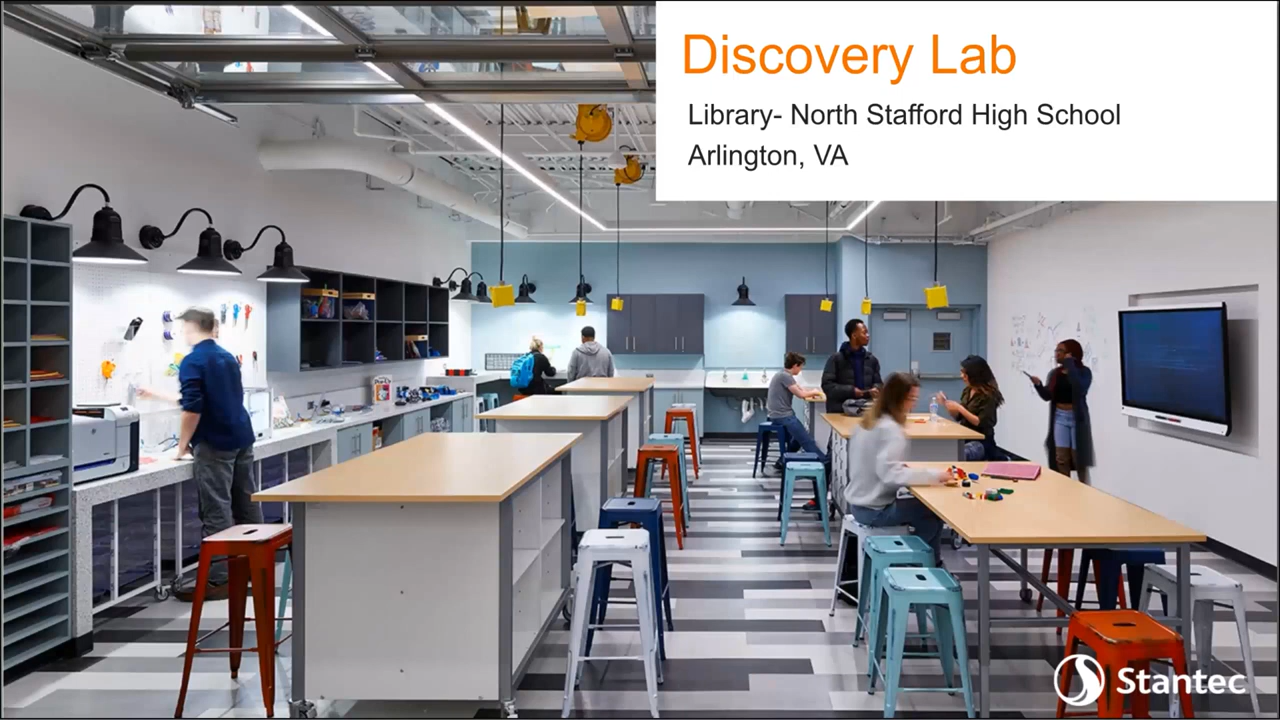 Discovery Lab
Library- North Stafford High School
Arlington, VA
Stantec